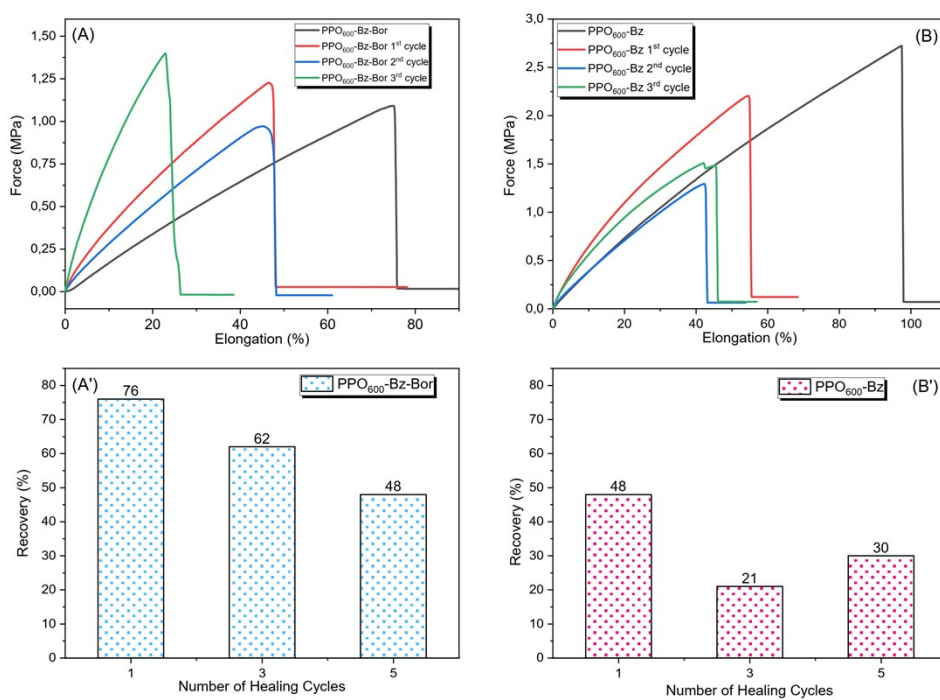 (A)
PPO600-Bz-Bor
PPO600-Bz-Bor 1st cycle
PPO600-Bz-Bor 2nd cycle
PPO600-Bz-Bor 3rd cycle
1,50
1,25
1,00
0,75
0,50
0,25
0,00
Force (MPa)
0 20 40 60 80
Elongation (%)
(B)
PPO600-Bz
PPO600-Bz 1st cycle
PPO600-Bz 2nd cycle
PPO600-Bz 3rd cycle
3,0
2,5
2,0
1,5
1,0
0,5
0,0
Force (MPa)
0 20 40 60 80 100
Elongation (%)
(A')
PPO600-Bz-Bor
80
70
60
50
40
30
20
10
0
Recovery (%)
76
62
48
1 3 5
Number of Healing Cycles
(B')
PPO600-Bz
80
70
60
50
40
30
20
10
0
Recovery (%)
48
21
30
1 3 5
Number of Healing Cycles